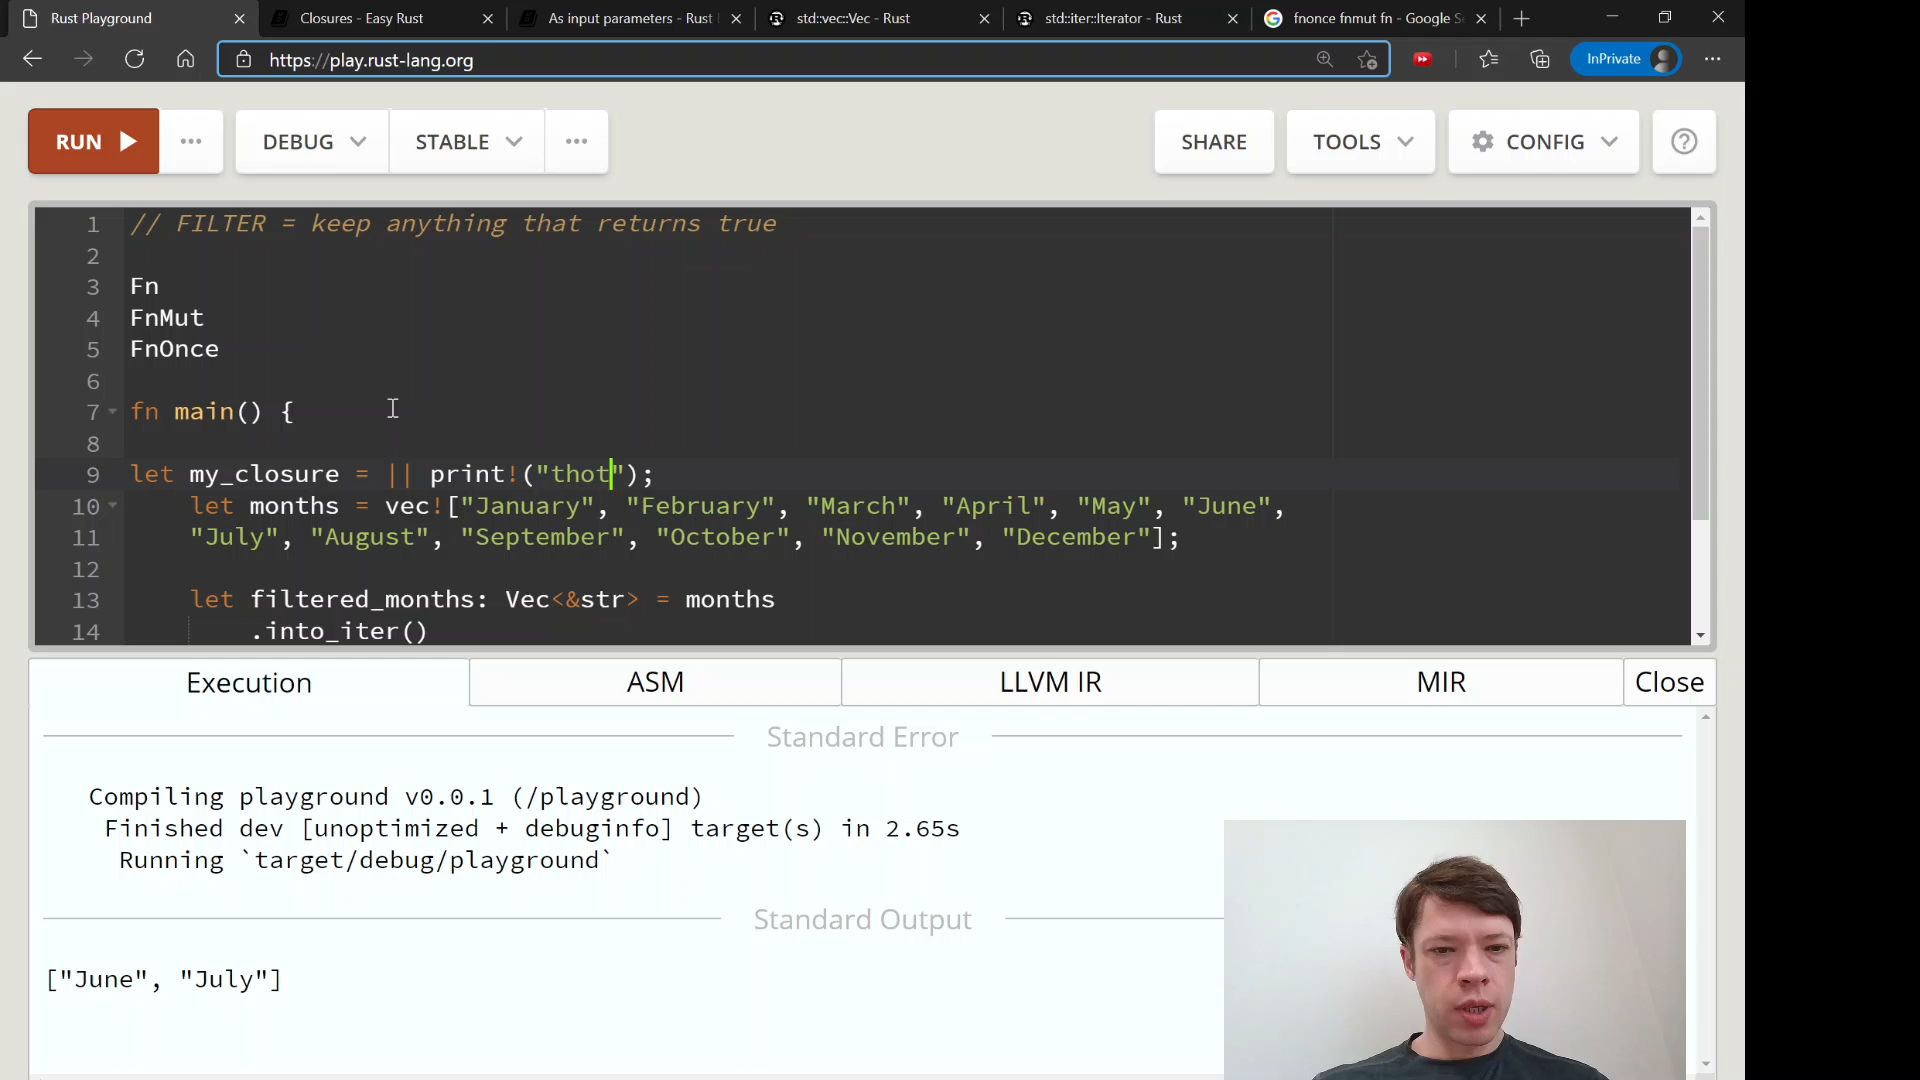 Rust Playground
Closures - Easy Rust
As input parameters - Rust
std::vec::Vec - Rust
std::iter::Iterator - Rust
fnonce fnmut fn - Google Se
https://play.rust-lang.org
InPrivate
RUN
DEBUG
STABLE
SHARE
TOOLS
CONFIG
1 // FILTER = keep anything that returns true
2
3 Fn
4 FnMut
5 FnOnce
6
7 fn main() {
8
9 let my_closure = || print!("thot");
10 let months = vec!["January", "February", "March", "April", "May", "June",
11 "July", "August", "September", "October", "November", "December"];
12
13 let filtered_months: Vec<&str> = months
14 .into_iter()
Execution
ASM
LLVM IR
MIR
Close
Standard Error
Compiling playground v0.0.1 (/playground)
Finished dev [unoptimized + debuginfo] target(s) in 2.65s
Running `target/debug/playground`
Standard Output
["June", "July"]